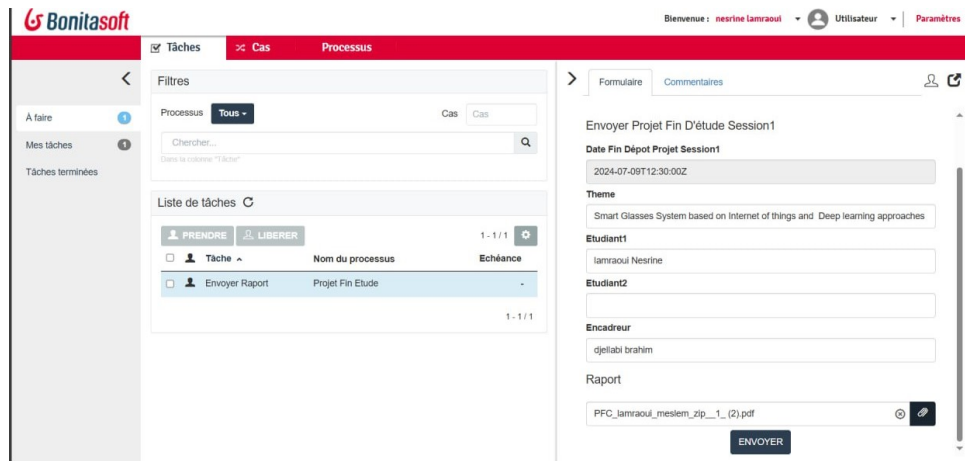 Bonitasoft
Bienvenue : nesrine lamraoui Utilisateur Paramètres
Tâches Cas Processus
À faire 1
Mes tâches 1
Tâches terminées
Filtres
Processus Tous Cas Cas
Chercher...
Dans la colonne "Tâche"
Liste de tâches
PRENDRE LIBERER 1 - 1 / 1
Tâche Nom du processus Echéance
Envoyer Raport Projet Fin Etude -
1 - 1 / 1
Formulaire Commentaires
Envoyer Projet Fin D'étude Session1
Date Fin Dépot Projet Session1
2024-07-09T12:30:00Z
Theme
Smart Glasses System based on Internet of things and Deep learning approaches
Etudiant1
lamraoui Nesrine
Etudiant2
Encadreur
djellabi brahim
Raport
PFC_lamraoui_meslem_zip__1_ (2).pdf
ENVOYER